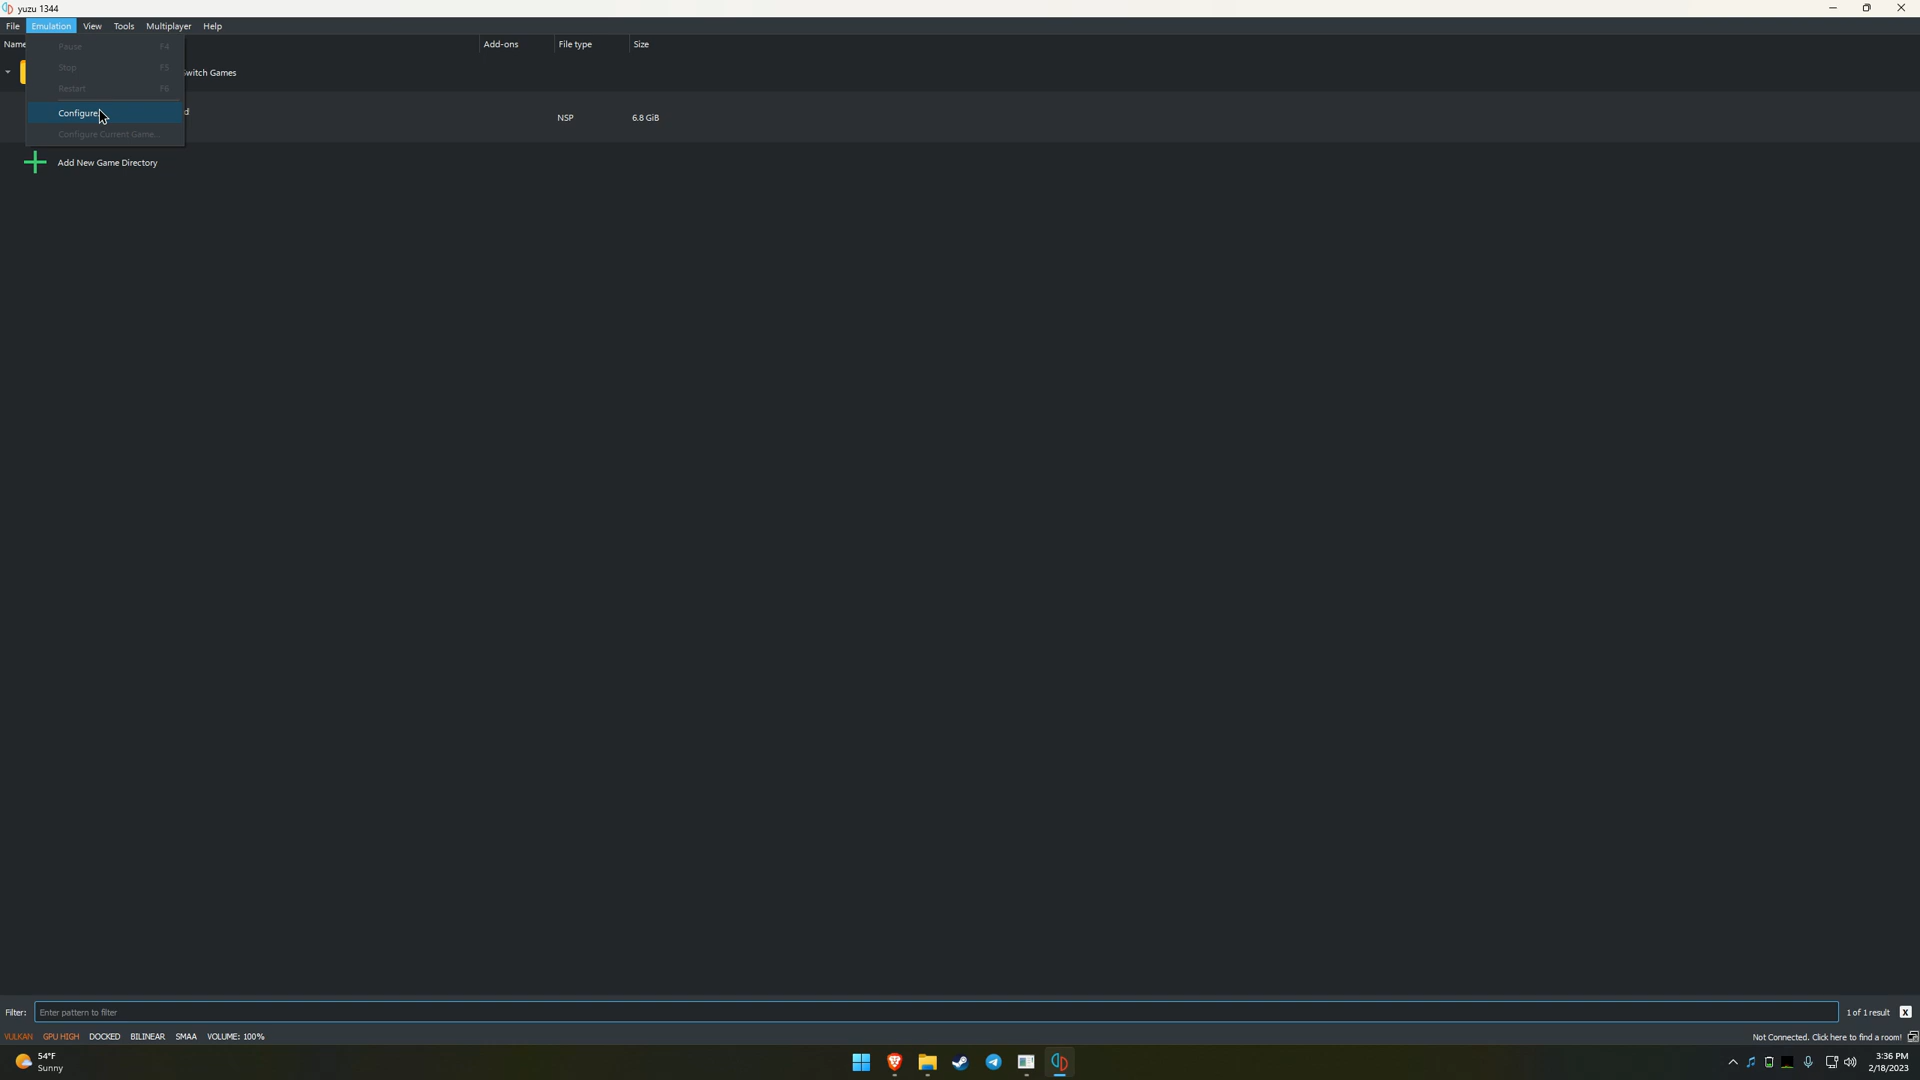 yuzu 1344
File Emulation View Tools Multiplayer Help
Name Add-ons File type Size
Pause F4
Stop F5
Switch Games
Restart F6
Configure
d
NSP 6.8 GiB
Configure Current Game...
Add New Game Directory
Filter: Enter pattern to filter 1 of 1 result X
VULKAN GPU HIGH DOCKED BILINEAR SMAA VOLUME: 100% Not Connected. Click here to find a room!
54°F
Sunny
3:36 PM
2/18/2023